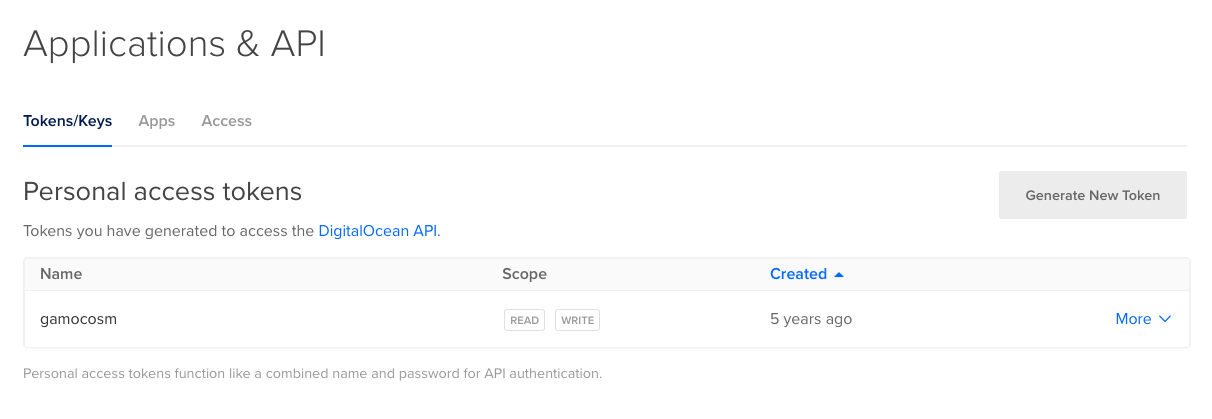 Applications & API
Tokens/Keys Apps Access
Personal access tokens
Generate New Token
Tokens you have generated to access the DigitalOcean API.
Name Scope Created
gamocosm READ WRITE 5 years ago More
Personal access tokens function like a combined name and password for API authentication.